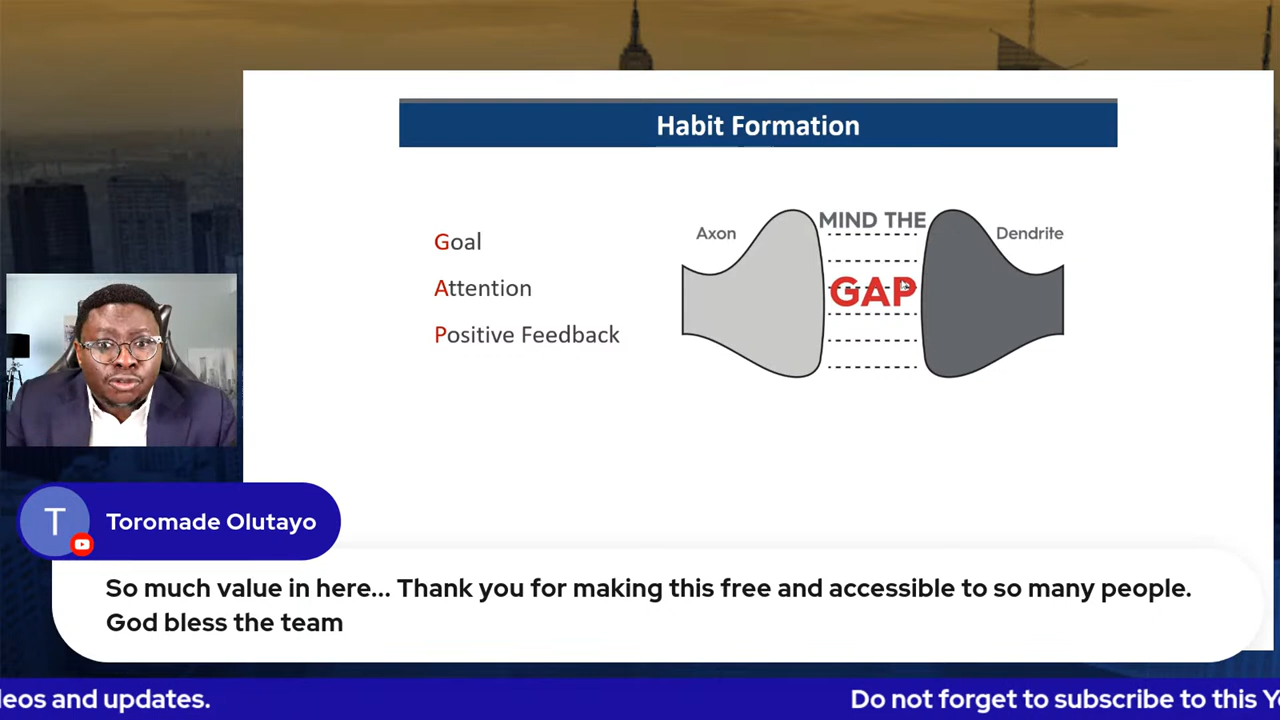 Habit Formation
Goal
Attention
Positive Feedback
Axon
MIND THE
GAP
Dendrite
T
Toromade Olutayo
So much value in here... Thank you for making this free and accessible to so many people.
God bless the team
and updates.
Do not forget to subscribe to this